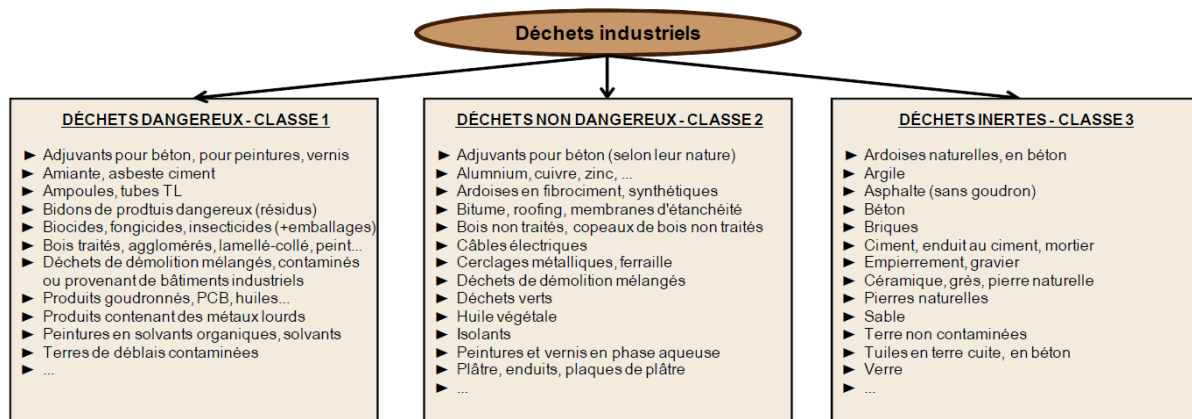 Déchets industriels
DÉCHETS DANGEREUX - CLASSE 1
► Adjuvants pour béton, pour peintures, vernis
► Amiante, asbeste ciment
► Ampoules, tubes TL
► Bidons de prodtuis dangereux (résidus)
► Biocides, fongicides, insecticides (+emballages)
► Bois traités, agglomérés, lamellé-collé, peint...
► Déchets de démolition mélangés, contaminés
ou provenant de bâtiments industriels
► Produits goudronnés, PCB, huiles...
► Produits contenant des métaux lourds
► Peintures en solvants organiques, solvants
► Terres de déblais contaminées
► ...
DÉCHETS NON DANGEREUX - CLASSE 2
► Adjuvants pour béton (selon leur nature)
► Alumnium, cuivre, zinc, ...
► Ardoises en fibrociment, synthétiques
► Bitume, roofing, membranes d'étanchéité
► Bois non traités, copeaux de bois non traités
► Câbles électriques
► Cerclages métalliques, ferraille
► Déchets de démolition mélangés
► Déchets verts
► Huile végétale
► Isolants
► Peintures et vernis en phase aqueuse
► Plâtre, enduits, plaques de plâtre
► ...
DÉCHETS INERTES - CLASSE 3
► Ardoises naturelles, en béton
► Argile
► Asphalte (sans goudron)
► Béton
► Briques
► Ciment, enduit au ciment, mortier
► Empierrement, gravier
► Céramique, grès, pierre naturelle
► Pierres naturelles
► Sable
► Terre non contaminées
► Tuiles en terre cuite, en béton
► Verre
► ...